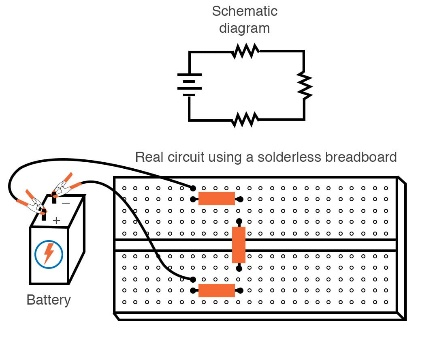 Schematic
diagram
Real circuit using a solderless breadboard
−
+
Battery